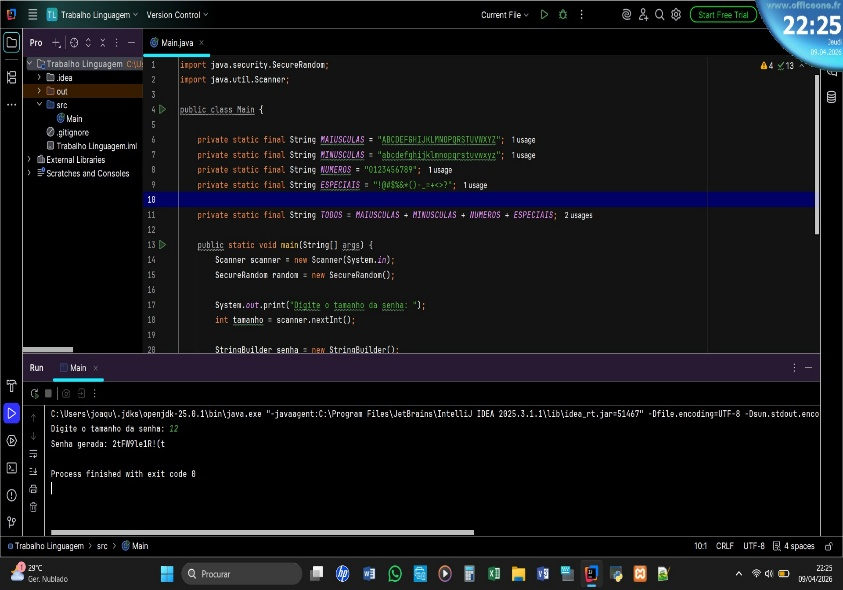 TL Trabalho Linguagem Version Control Current File Start Free Trial
www.officeone.fr
22:25
Jeudi
09.04.2026
Pro
Main.java
Trabalho Linguagem C:\U
.idea
out
src
Main
.gitignore
Trabalho Linguagem.iml
External Libraries
Scratches and Consoles
4 13
1 import java.security.SecureRandom;
2 import java.util.Scanner;
3
4 public class Main {
5
6 private static final String MAIUSCULAS = "ABCDEFGHIJKLMNOPQRSTUVWXYZ"; 1 usage
7 private static final String MINUSCULAS = "abcdefghijklmnopqrstuvwxyz"; 1 usage
8 private static final String NUMEROS = "0123456789"; 1 usage
9 private static final String ESPECIAIS = "!@#$%&*()-_=+<>?"; 1 usage
10
11 private static final String TODOS = MAIUSCULAS + MINUSCULAS + NUMEROS + ESPECIAIS; 2 usages
12
13 public static void main(String[] args) {
14 Scanner scanner = new Scanner(System.in);
15 SecureRandom random = new SecureRandom();
16
17 System.out.print("Digite o tamanho da senha: ");
18 int tamanho = scanner.nextInt();
19
20 StringBuilder senha = new StringBuilder();
Run Main
C:\Users\joaqu\.jdks\openjdk-25.0.1\bin\java.exe "-javaagent:C:\Program Files\JetBrains\IntelliJ IDEA 2025.3.1.1\lib\idea_rt.jar=51467" -Dfile.encoding=UTF-8 -Dsun.stdout.enco
Digite o tamanho da senha: 12
Senha gerada: 2tFW9le1R!(t
Process finished with exit code 0
Trabalho Linguagem src Main 10:1 CRLF UTF-8 4 spaces
1 29°C
Ger. Nublado
Procurar
22:25
09/04/2026